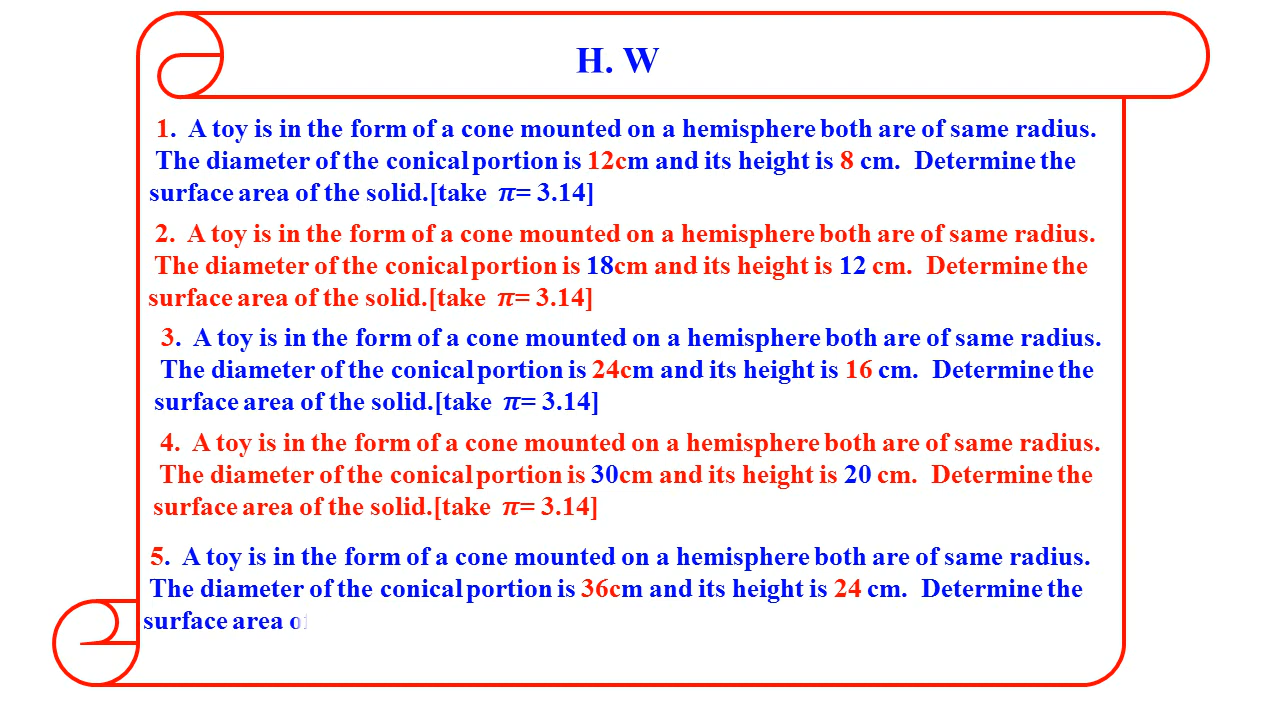 H. W
1. A toy is in the form of a cone mounted on a hemisphere both are of same radius.
The diameter of the conical portion is 12cm and its height is 8 cm. Determine the
surface area of the solid.[take π= 3.14]
2. A toy is in the form of a cone mounted on a hemisphere both are of same radius.
The diameter of the conical portion is 18cm and its height is 12 cm. Determine the
surface area of the solid.[take π= 3.14]
3. A toy is in the form of a cone mounted on a hemisphere both are of same radius.
The diameter of the conical portion is 24cm and its height is 16 cm. Determine the
surface area of the solid.[take π= 3.14]
4. A toy is in the form of a cone mounted on a hemisphere both are of same radius.
The diameter of the conical portion is 30cm and its height is 20 cm. Determine the
surface area of the solid.[take π= 3.14]
5. A toy is in the form of a cone mounted on a hemisphere both are of same radius.
The diameter of the conical portion is 36cm and its height is 24 cm. Determine the
surface area